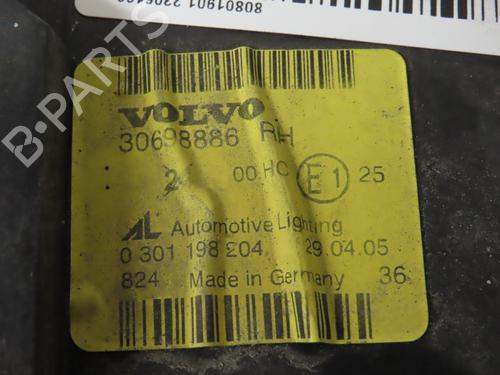 VOLVO
30698886 RH
00 HC E1 25
AL Automotive Lighting
0 301 198 204 29.04.05
824 Made in Germany 36
B-PARTS